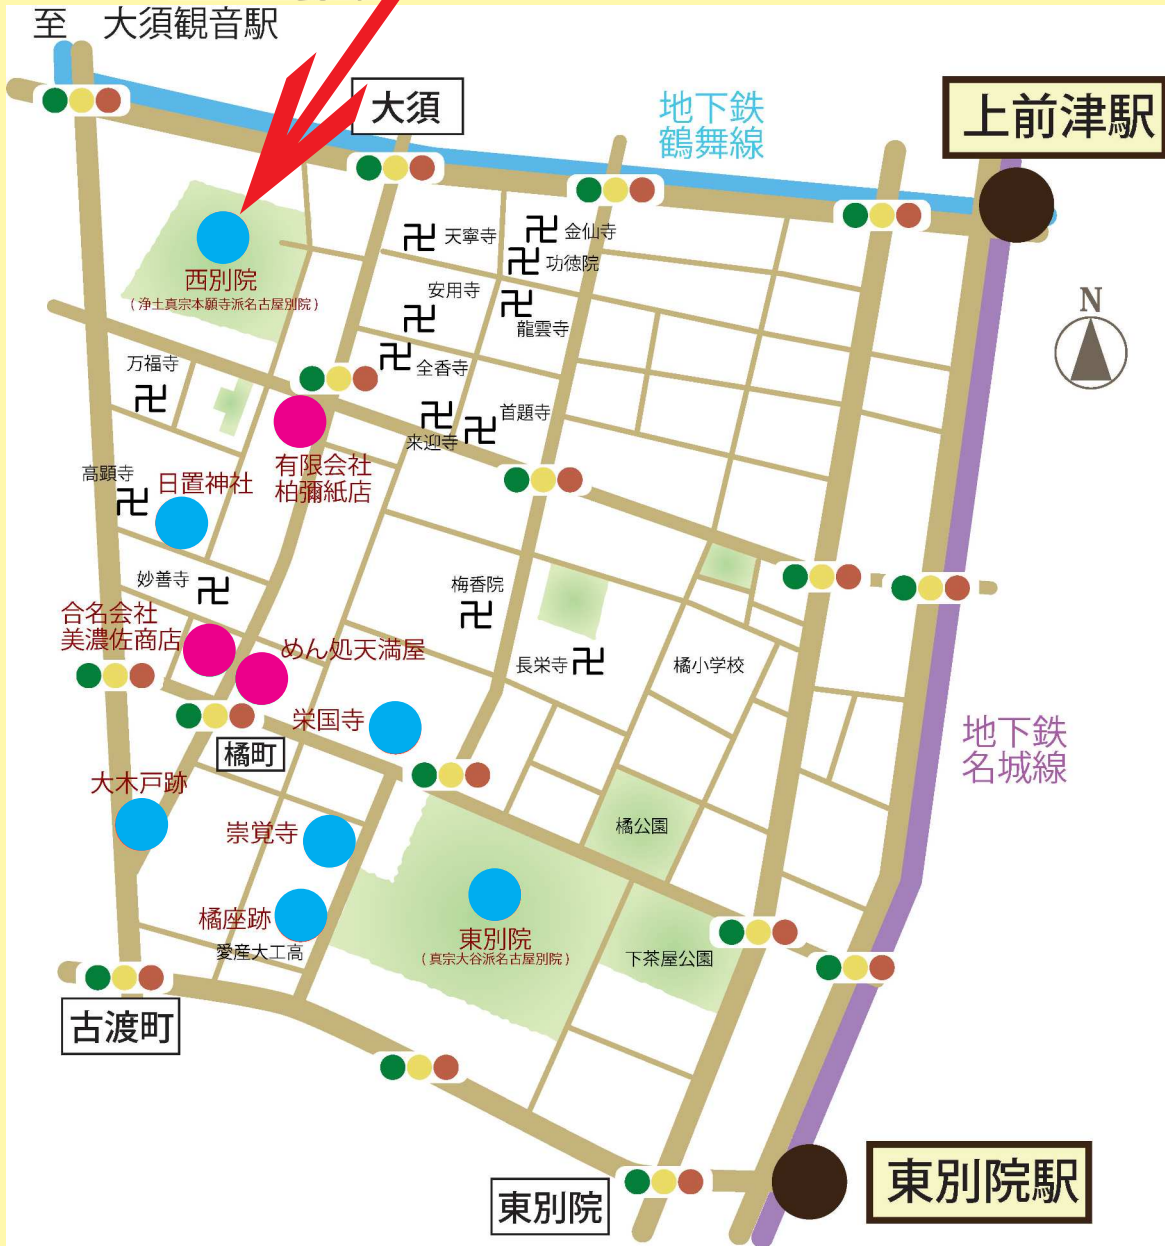 至　大須観音駅
大須
地下鉄
鶴舞線
上前津駅
天寧寺
金仙寺
功徳院
西別院
（浄土真宗本願寺派名古屋別院）
安用寺
龍雲寺
N
万福寺
全香寺
首題寺
来迎寺
有限会社
柏彌紙店
高顕寺
日置神社
妙善寺
梅香院
合名会社
美濃佐商店
めん処天満屋
長栄寺
橘小学校
栄国寺
橘町
地下鉄
名城線
大木戸跡
崇覚寺
橘公園
橘座跡
愛産大工高
東別院
（真宗大谷派名古屋別院）
下茶屋公園
古渡町
東別院
東別院駅